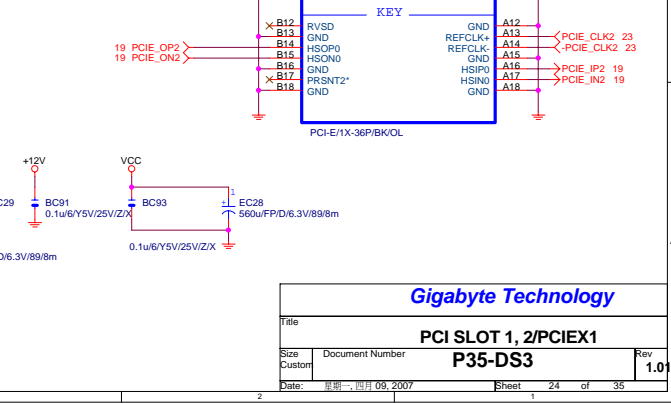 KEY
B12 RVSD GND A12
B13 GND REFCLK+ A13 PCIE_CLK2 23
19 PCIE_OP2 B14 HSOP0 REFCLK- A14 -PCIE_CLK2 23
19 PCIE_ON2 B15 HSON0 GND A15
B16 GND HSIP0 A16 PCIE_IP2 19
B17 PRSNT2* HSIN0 A17 PCIE_IN2 19
B18 GND GND A18
PCI-E/1X-36P/BK/OL
+12V VCC
C29 BC91 BC93 1 EC28
0.1u/6/Y5V/25V/Z/X + 560u/FP/D/6.3V/89/8m
0.1u/6/Y5V/25V/Z/X
D/6.3V/89/8m
Gigabyte Technology
Title
PCI SLOT 1, 2/PCIEX1
Size Document Number Rev
Custom P35-DS3 1.01
Date: 星期一, 四月 09, 2007 Sheet 24 of 35
2 1